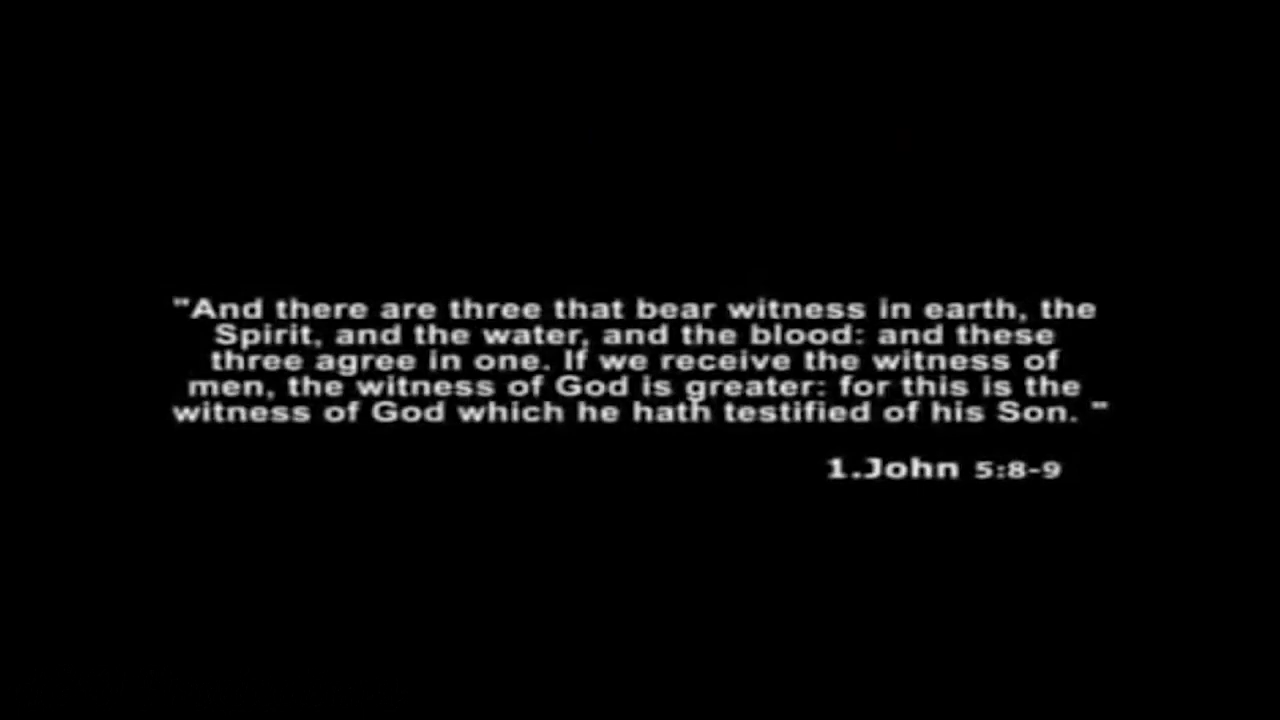 "And there are three that bear witness in earth, the
Spirit, and the water, and the blood: and these
three agree in one. If we receive the witness of
men, the witness of God is greater: for this is the
witness of God which he hath testified of his Son. "
1.John 5:8-9